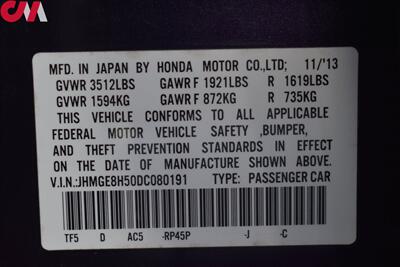 CM
MFD. IN JAPAN BY HONDA MOTOR CO.,LTD; 11/'13
GVWR 3512LBS GAWR F 1921LBS R 1619LBS
GVWR 1594KG GAWR F 872KG R 735KG
THIS VEHICLE CONFORMS TO ALL APPLICABLE
FEDERAL MOTOR VEHICLE SAFETY ,BUMPER,
AND THEFT PREVENTION STANDARDS IN EFFECT
ON THE DATE OF MANUFACTURE SHOWN ABOVE.
V.I.N.:JHMGE8H50DC080191 TYPE: PASSENGER CAR
TF5 D AC5 -RP45P -J -C